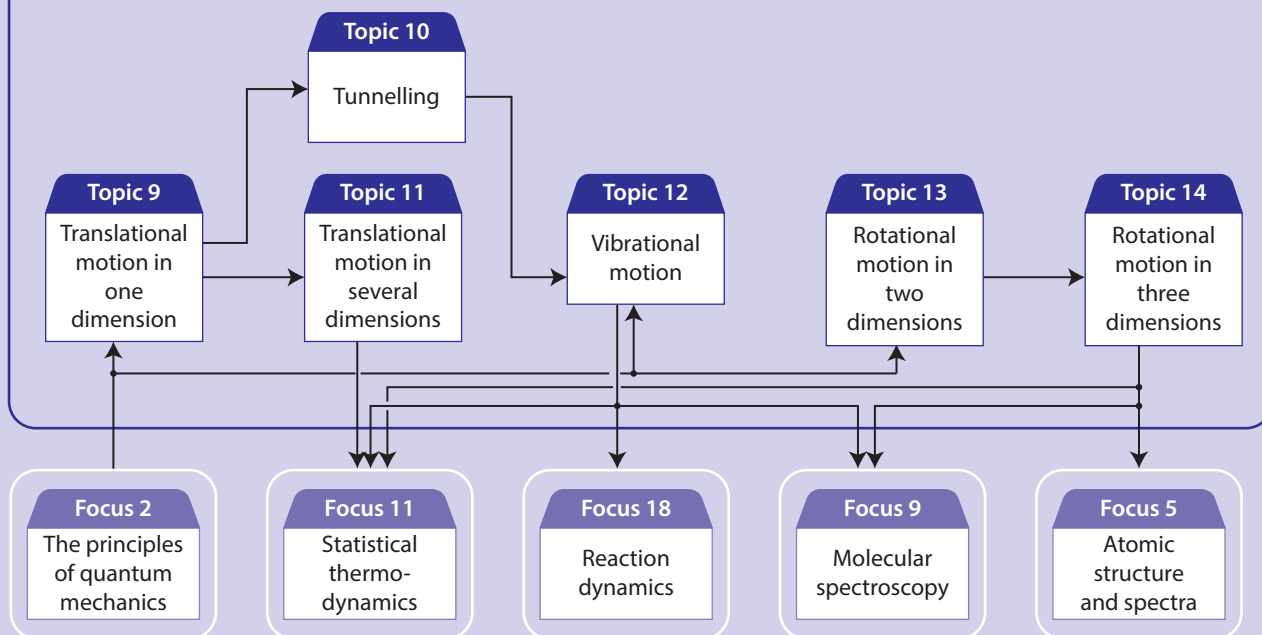 Topic 10
Tunnelling
Topic 9
Translational
motion in
one
dimension
Topic 11
Translational
motion in
several
dimensions
Topic 12
Vibrational
motion
Topic 13
Rotational
motion in
two
dimensions
Topic 14
Rotational
motion in
three
dimensions
Focus 2
The principles
of quantum
mechanics
Focus 11
Statistical
thermo-
dynamics
Focus 18
Reaction
dynamics
Focus 9
Molecular
spectroscopy
Focus 5
Atomic
structure
and spectra